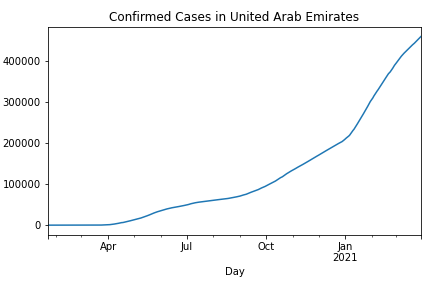 Confirmed Cases in United Arab Emirates
400000
300000
200000
100000
0
Apr
Jul
Oct
Jan
2021
Day